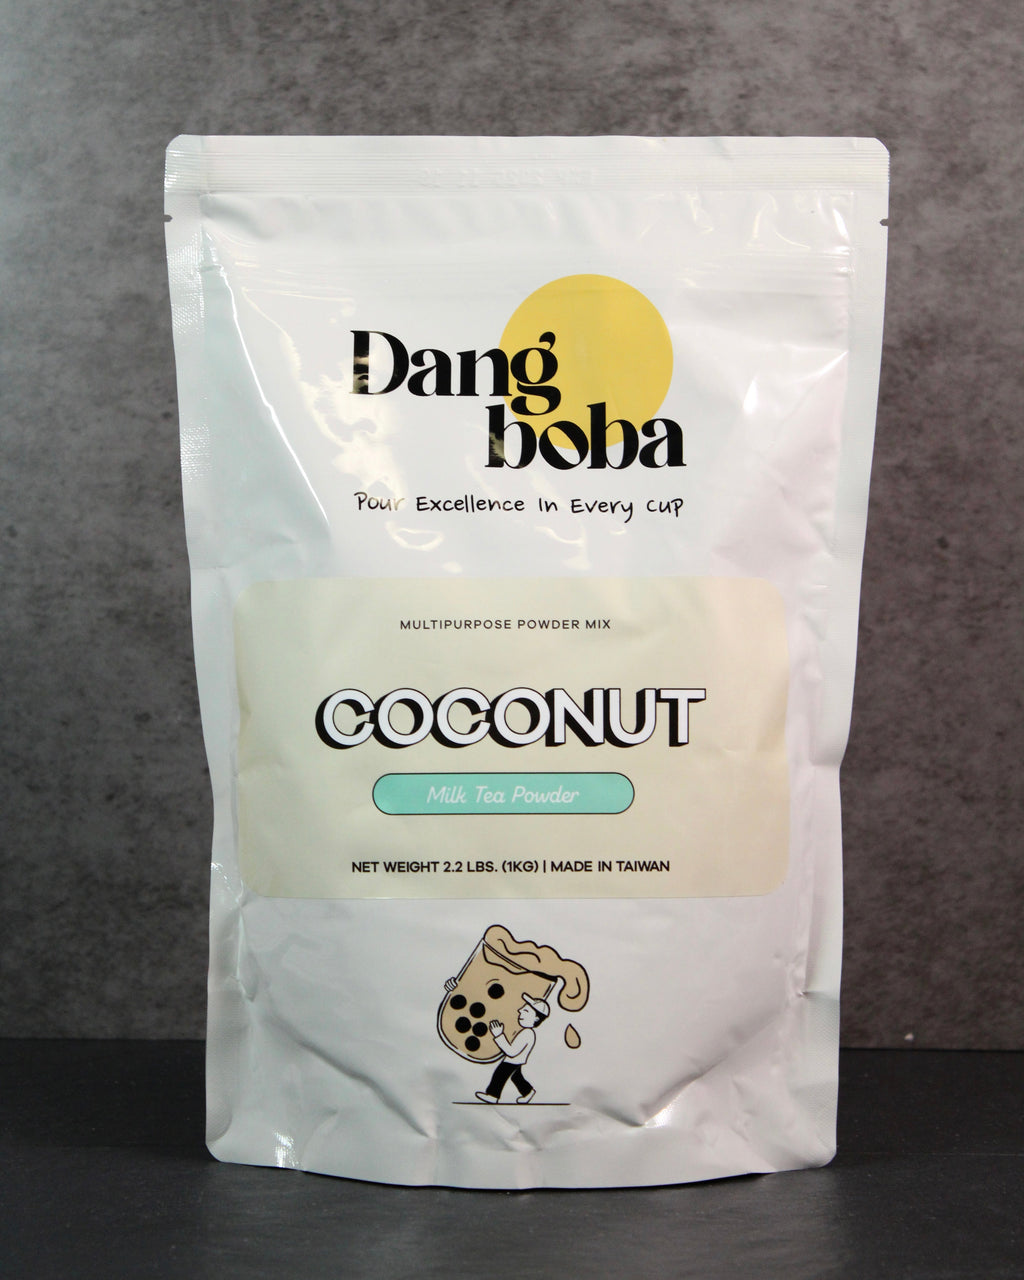 Dang
boba
Pour Excellence In Every Cup
MULTIPURPOSE POWDER MIX
COCONUT
Milk Tea Powder
NET WEIGHT 2.2 LBS. (1KG) | MADE IN TAIWAN